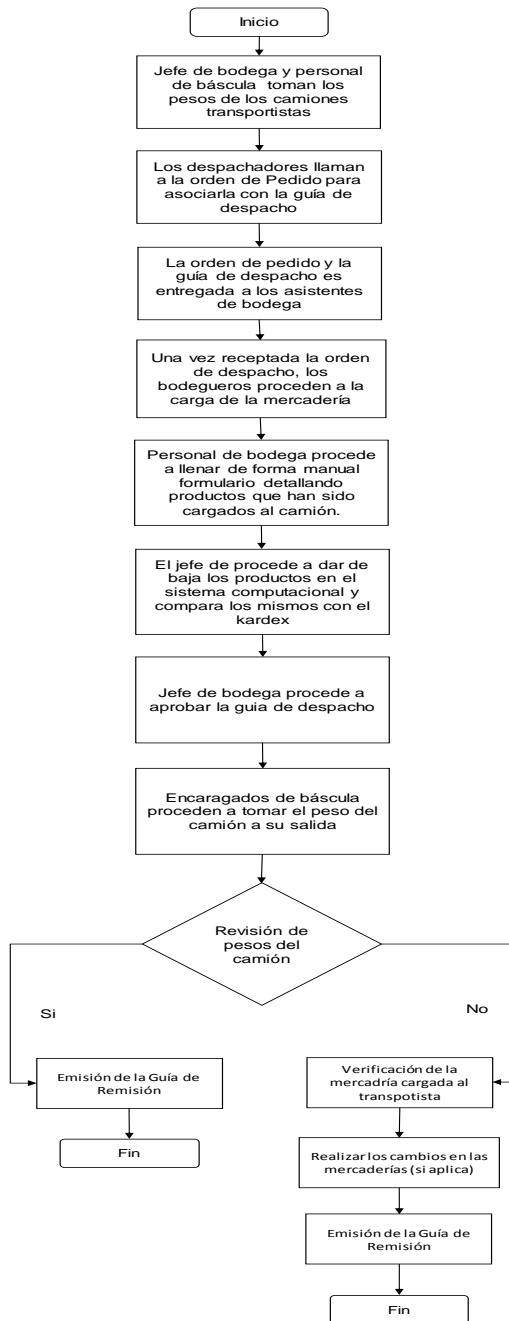 Inicio
Jefe de bodega y personal
de báscula toman los
pesos de los camiones
transportistas
Los despachadores llaman
a la orden de Pedido para
asociarla con la guía de
despacho
La orden de pedido y la
guía de despacho es
entregada a los asistentes
de bodega
Una vez receptada la orden
de despacho, los
bodegueros proceden a la
carga de la mercadería
Personal de bodega procede
a llenar de forma manual
formulario detallando
productos que han sido
cargados al camión.
El jefe de procede a dar de
baja los productos en el
sistema computacional y
compara los mismos con el
kardex
Jefe de bodega procede a
aprobar la guia de despacho
Encaragados de báscula
proceden a tomar el peso del
camión a su salida
Revisión de
pesos del
camión
Si
No
Emisión de la Guía de
Remisión
Fin
Verificación de la
mercadría cargada al
transpotista
Realizar los cambios en las
mercaderías (si aplica)
Emisión de la Guía de
Remisión
Fin